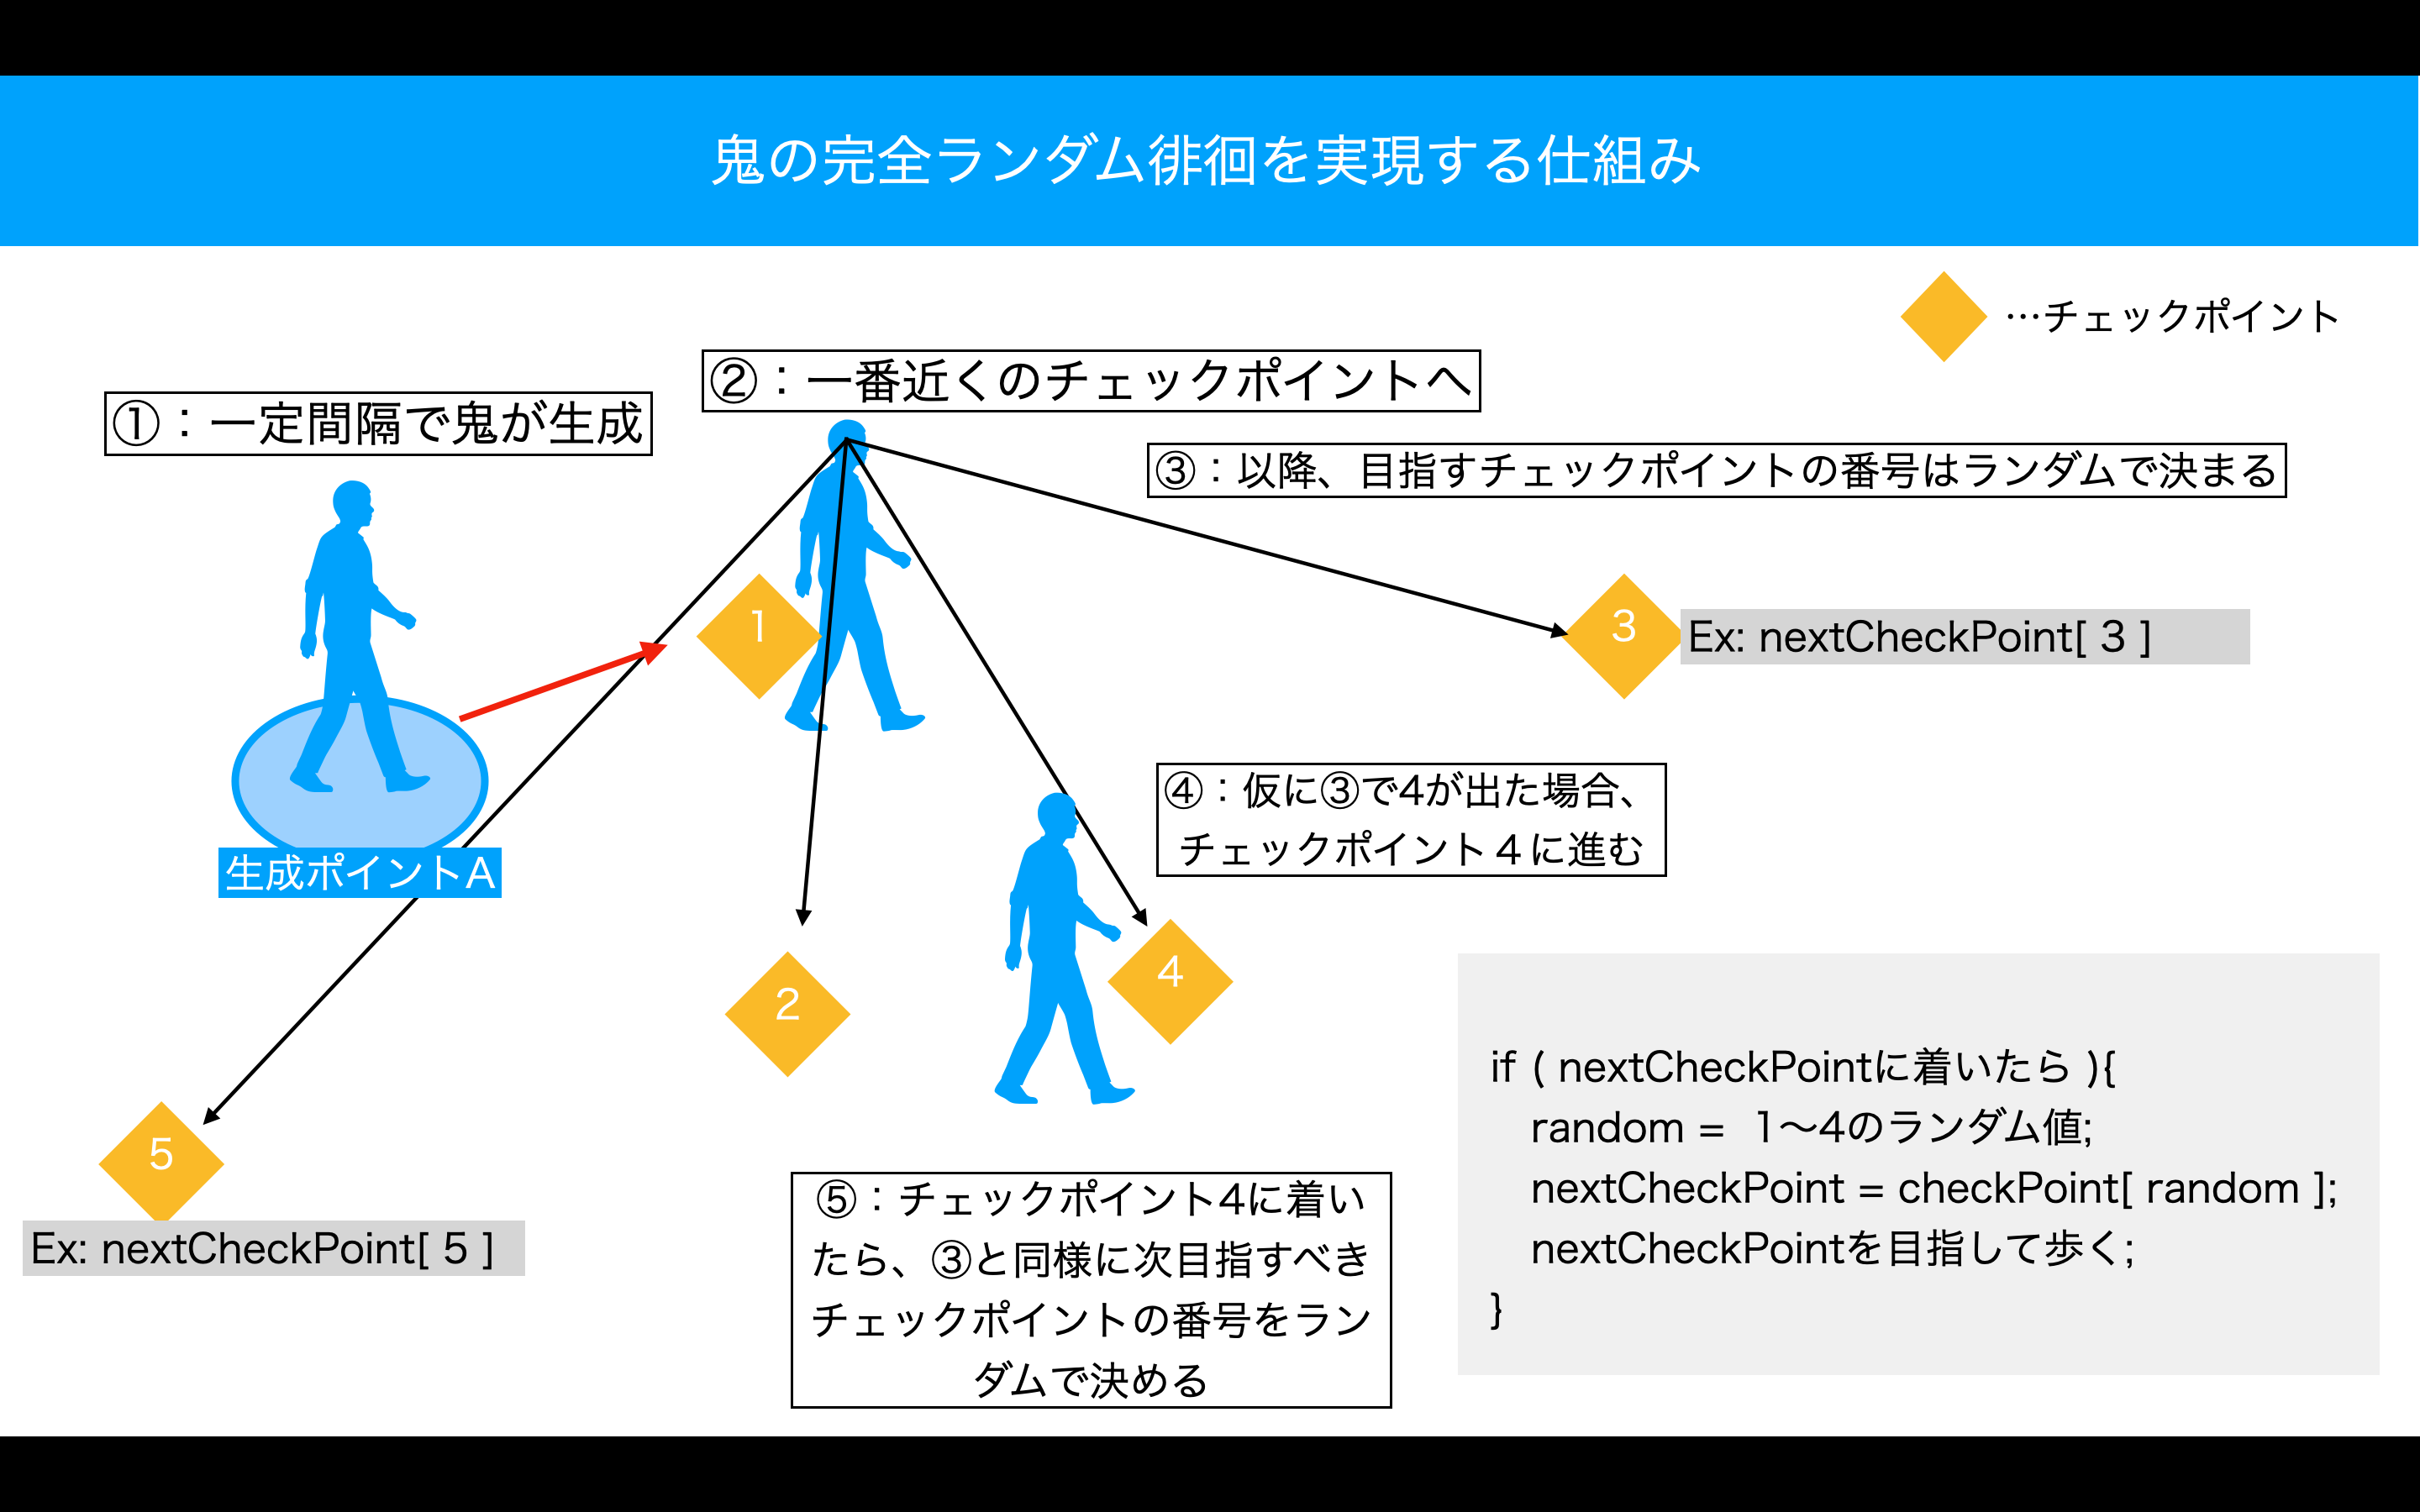 鬼の完全ランダム徘徊を実現する仕組み
…チェックポイント
①：一定間隔で鬼が生成
②：一番近くのチェックポイントへ
③：以降、目指すチェックポイントの番号はランダムで決まる
1
3
Ex: nextCheckPoint[ 3 ]
生成ポイントA
④：仮に③で4が出た場合、
チェックポイント４に進む
2
4
5
Ex: nextCheckPoint[ 5 ]
⑤：チェックポイント4に着い
たら、③と同様に次目指すべき
チェックポイントの番号をラン
ダムで決める
if ( nextCheckPointに着いたら ){
random = 1〜4のランダム値;
nextCheckPoint = checkPoint[ random ];
nextCheckPointを目指して歩く;
}